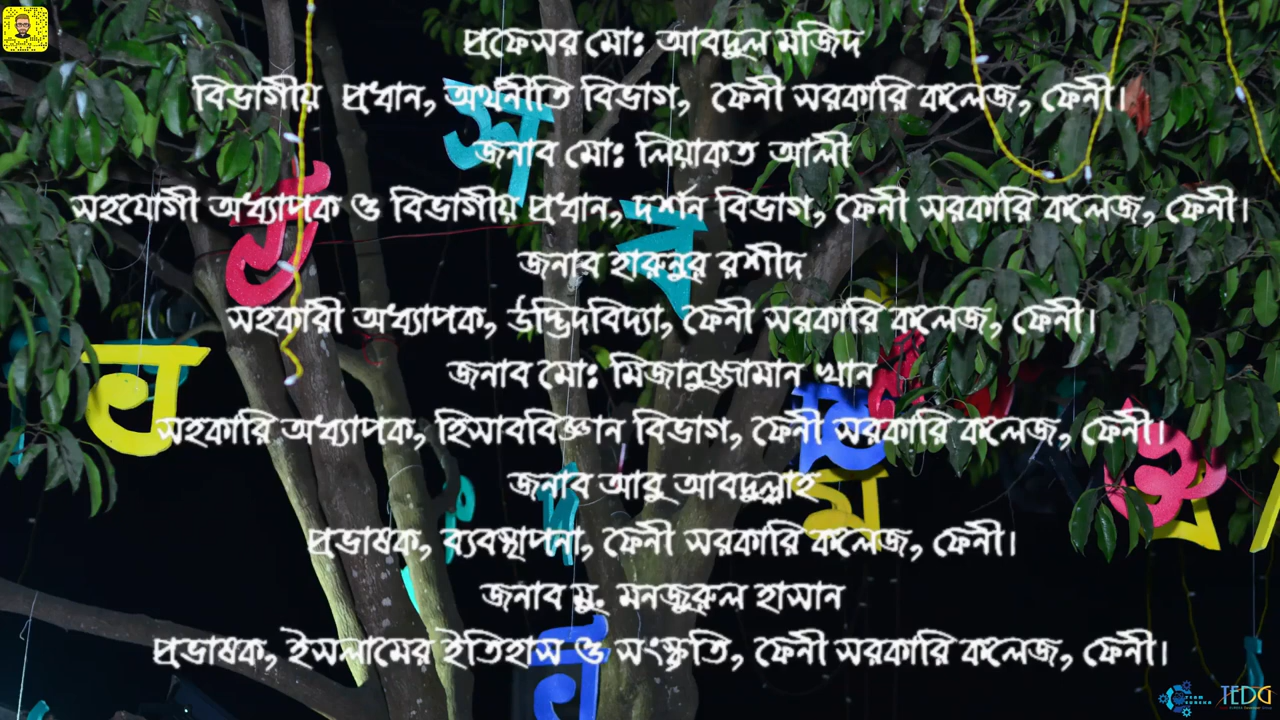 প্রফেসর মোঃ আবদুল মজিদ
বিভাগীয় প্রধান, অর্থনীতি বিভাগ, ফেনী সরকারি কলেজ, ফেনী।
জনাব মোঃ লিয়াকত আলী
সহযোগী অধ্যাপক ও বিভাগীয় প্রধান, দর্শন বিভাগ, ফেনী সরকারি কলেজ, ফেনী।
জনাব হারুনুর রশীদ
সহকারী অধ্যাপক, উদ্ভিদবিদ্যা, ফেনী সরকারি কলেজ, ফেনী।
জনাব মোঃ মিজানুজ্জামান খান
সহকারি অধ্যাপক, হিসাববিজ্ঞান বিভাগ, ফেনী সরকারি কলেজ, ফেনী।
জনাব আবু আবদুল্লাহ
প্রভাষক, ব্যবস্থাপনা, ফেনী সরকারি কলেজ, ফেনী।
জনাব মু. মনজুরুল হাসান
প্রভাষক, ইসলামের ইতিহাস ও সংস্কৃতি, ফেনী সরকারি কলেজ, ফেনী।
TEDG